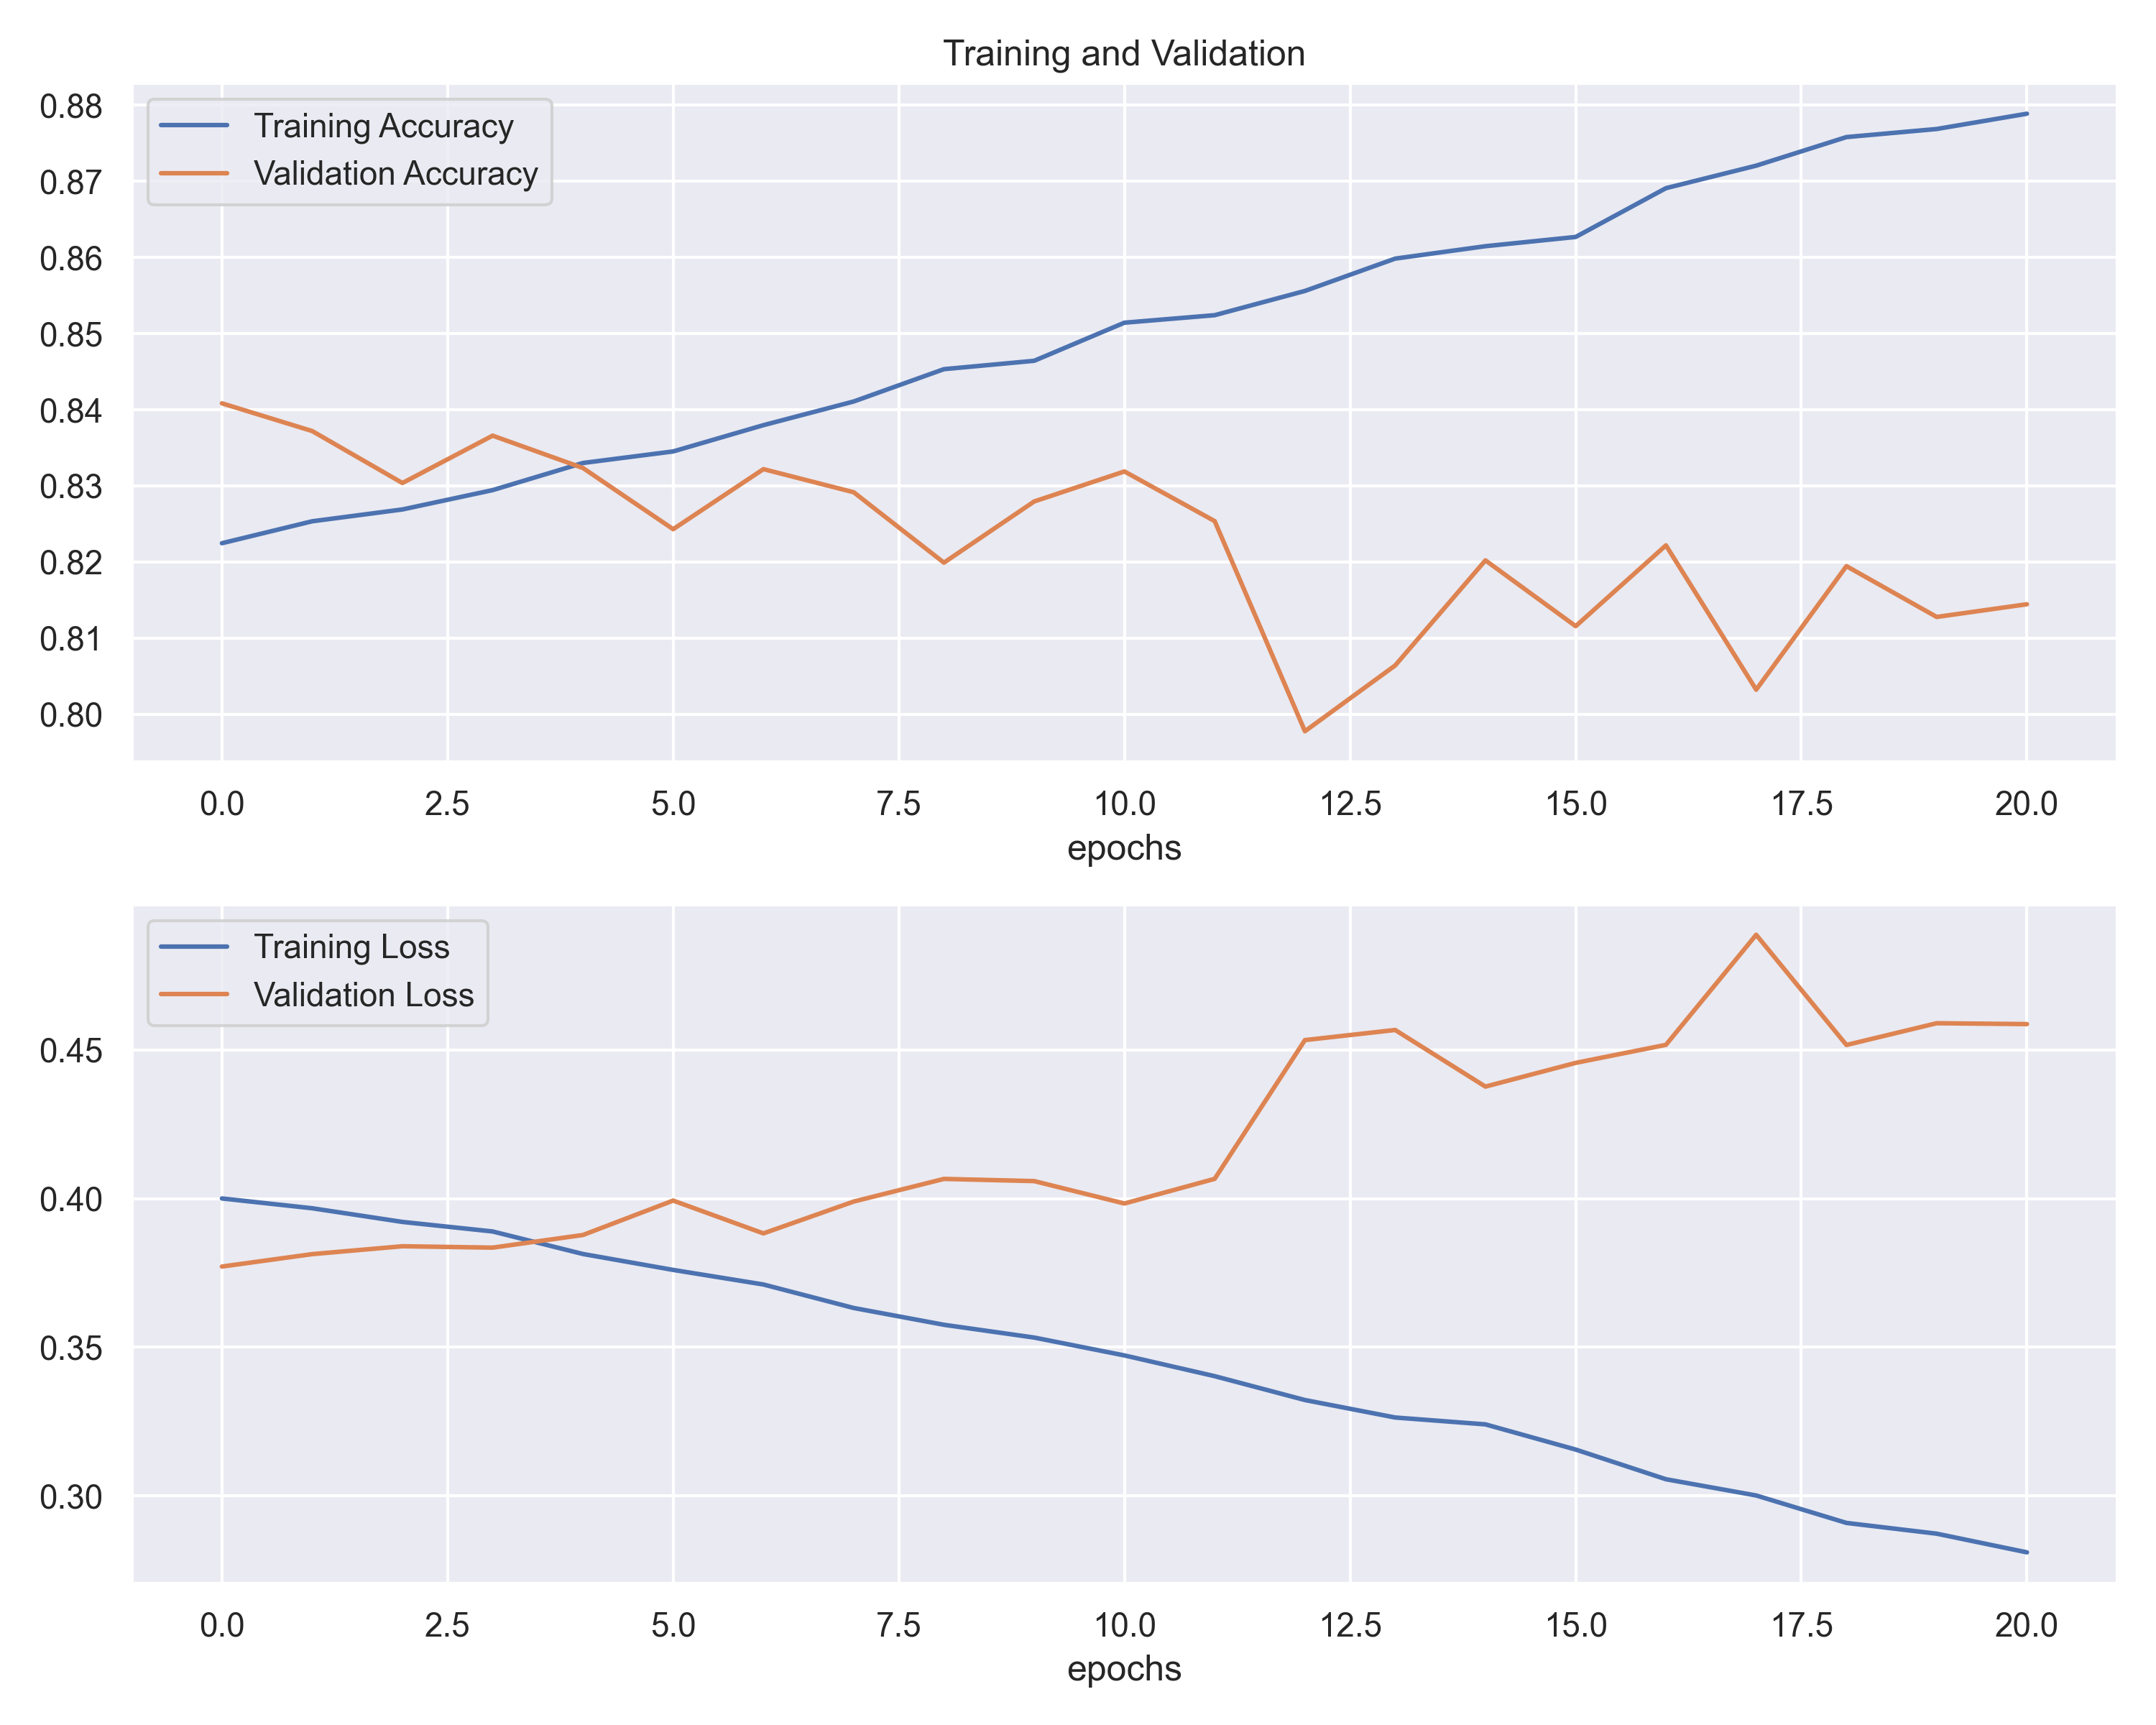 Training and Validation
0.88
0.87
0.86
0.85
0.84
0.83
0.82
0.81
0.80
Training Accuracy
Validation Accuracy
0.0 2.5 5.0 7.5 10.0 12.5 15.0 17.5 20.0
epochs
Training Loss
Validation Loss
0.45
0.40
0.35
0.30
0.0 2.5 5.0 7.5 10.0 12.5 15.0 17.5 20.0
epochs